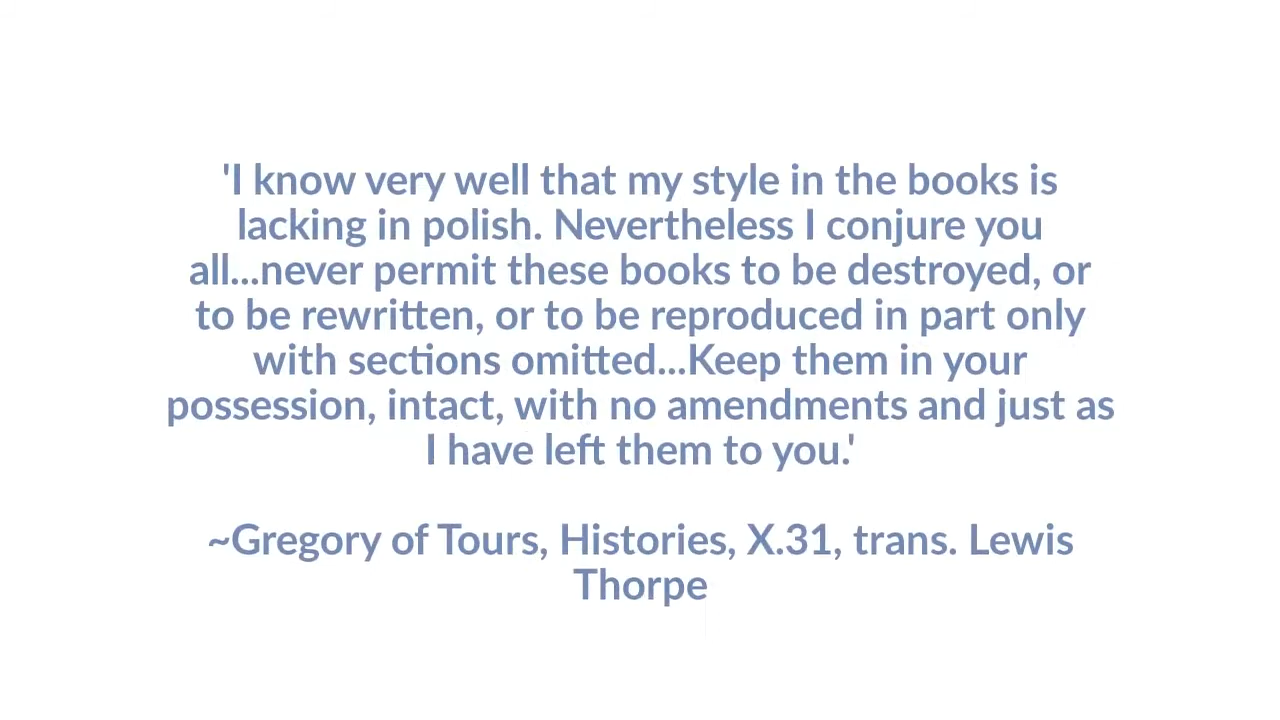 'I know very well that my style in the books is
lacking in polish. Nevertheless I conjure you
all...never permit these books to be destroyed, or
to be rewritten, or to be reproduced in part only
with sections omitted...Keep them in your
possession, intact, with no amendments and just as
I have left them to you.'
~Gregory of Tours, Histories, X.31, trans. Lewis
Thorpe